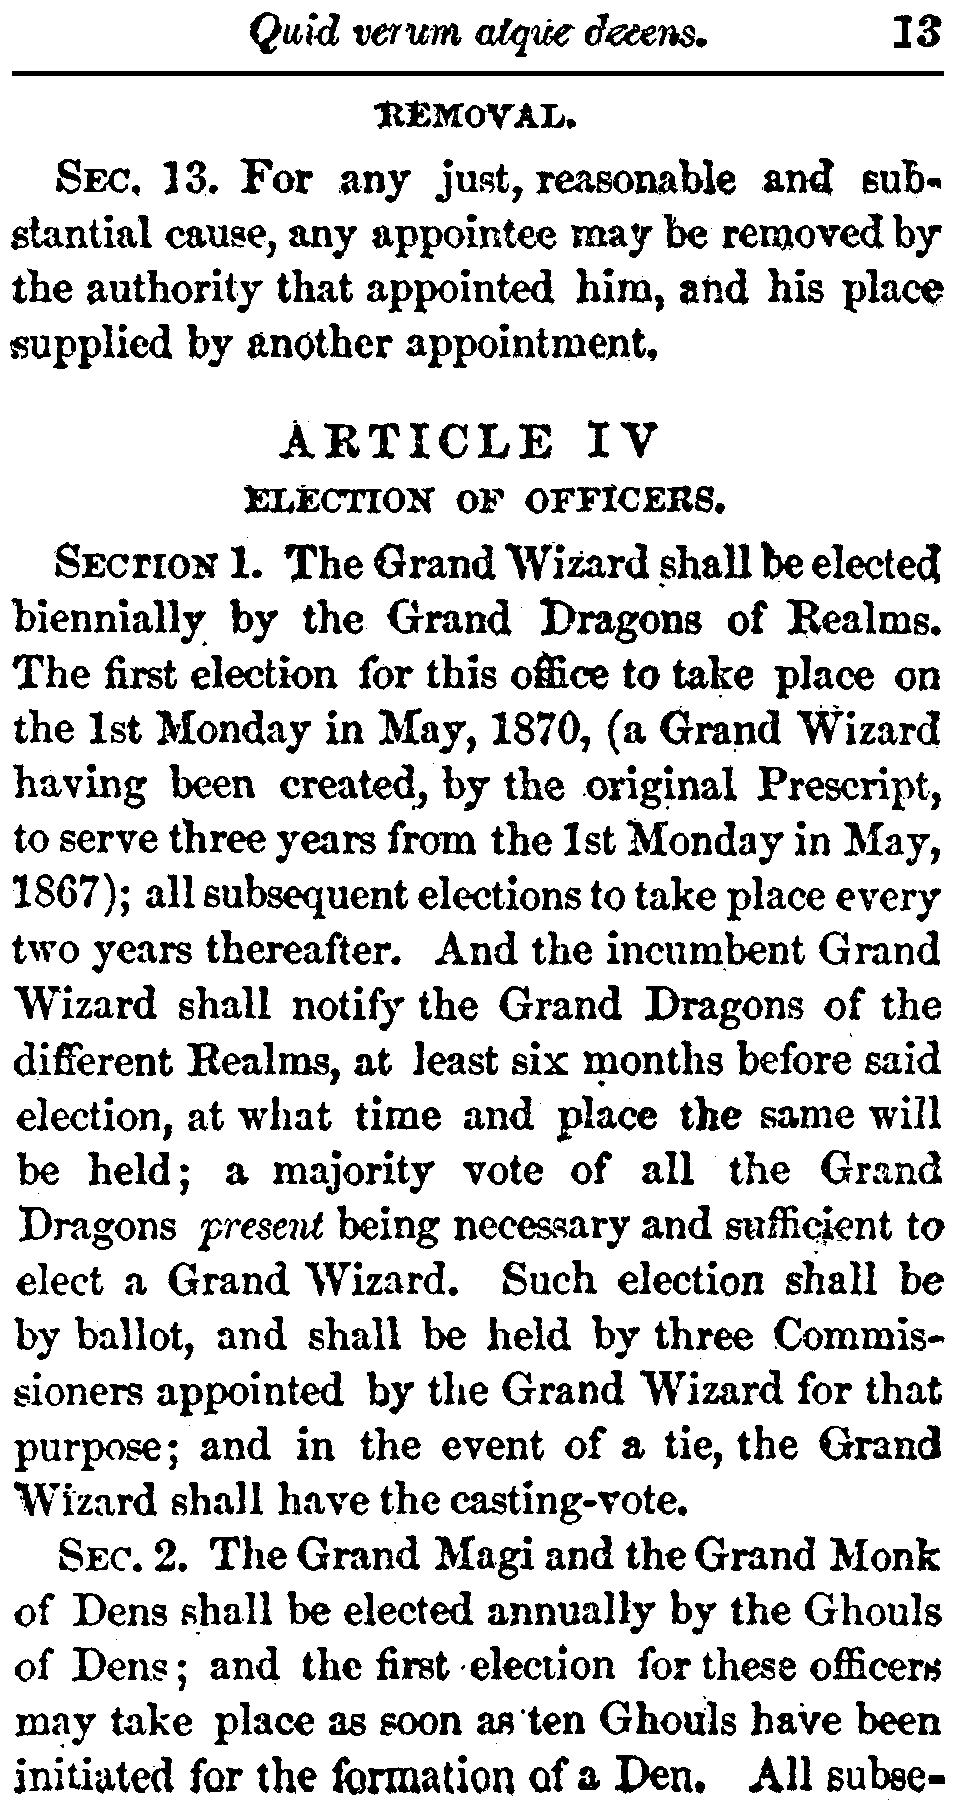 Quid verum atque decens. 13
REMOVAL.
SEC. 13. For any just, reasonable and sub-
stantial cause, any appointee may be removed by
the authority that appointed him, and his place
supplied by another appointment.
ARTICLE IV
ELECTION OF OFFICERS.
SECTION 1. The Grand Wizard shall be elected
biennially by the Grand Dragons of Realms.
The first election for this office to take place on
the 1st Monday in May, 1870, (a Grand Wizard
having been created, by the original Prescript,
to serve three years from the 1st Monday in May,
1867); all subsequent elections to take place every
two years thereafter. And the incumbent Grand
Wizard shall notify the Grand Dragons of the
different Realms, at least six months before said
election, at what time and place the same will
be held; a majority vote of all the Grand
Dragons present being necessary and sufficient to
elect a Grand Wizard. Such election shall be
by ballot, and shall be held by three Commis-
sioners appointed by the Grand Wizard for that
purpose; and in the event of a tie, the Grand
Wizard shall have the casting-vote.
SEC. 2. The Grand Magi and the Grand Monk
of Dens shall be elected annually by the Ghouls
of Dens; and the first election for these officers
may take place as soon as ten Ghouls have been
initiated for the formation of a Den. All subse-